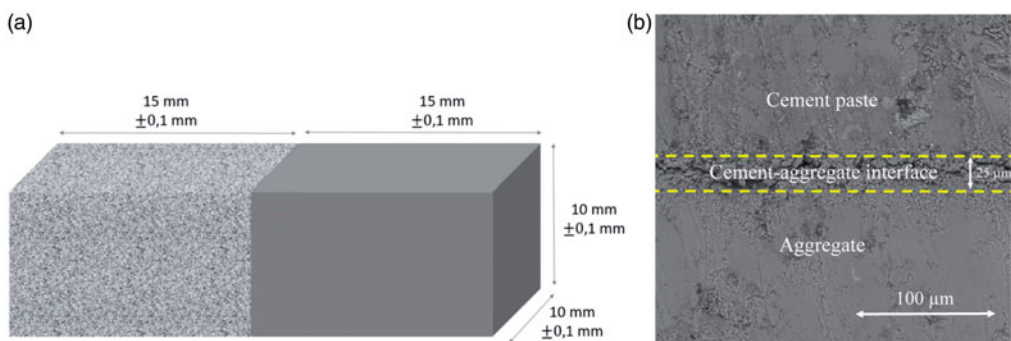 (a)
15 mm
±0,1 mm
15 mm
±0,1 mm
10 mm
±0,1 mm
10 mm
±0,1 mm
(b)
Cement paste
Cement-aggregate interface
25 μm
Aggregate
100 μm